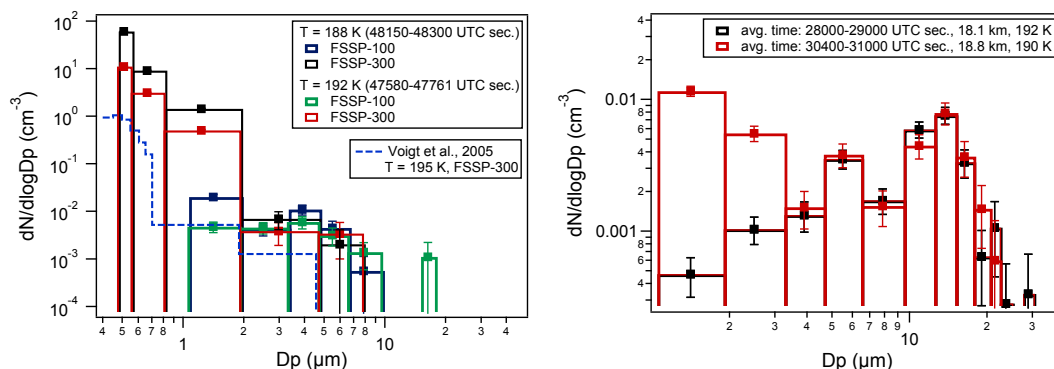 T = 188 K (48150-48300 UTC sec.)
FSSP-100
FSSP-300
T = 192 K (47580-47761 UTC sec.)
FSSP-100
FSSP-300
Voigt et al., 2005
T = 195 K, FSSP-300
dN/dlogDp (cm⁻³)
10²
10¹
10⁰
10⁻¹
10⁻²
10⁻³
10⁻⁴
4 5 6 7 8 2 3 4 5 6 7 8 2 3 4
1 10
Dp (µm)
avg. time: 28000-29000 UTC sec., 18.1 km, 192 K
avg. time: 30400-31000 UTC sec., 18.8 km, 190 K
dN/dlogDp (cm⁻³)
4
2
0.01
8
6
4
2
0.001
8
6
4
2 3 4 5 6 7 8 9 2 3
10
Dp (µm)